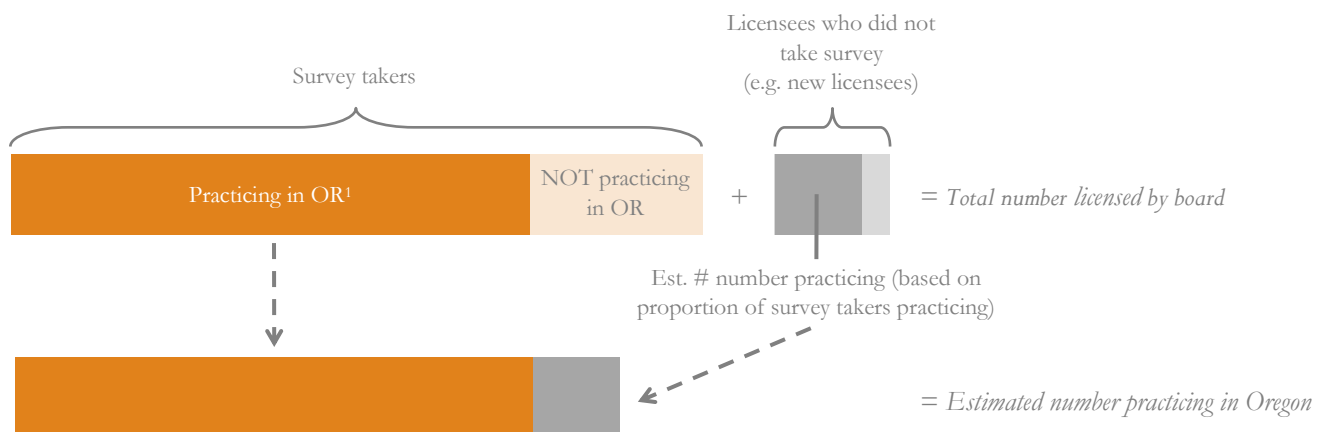 Licensees who did not
take survey
(e.g. new licensees)
Survey takers
Practicing in OR¹
NOT practicing
in OR
+
= Total number licensed by board
Est. # number practicing (based on
proportion of survey takers practicing)
= Estimated number practicing in Oregon